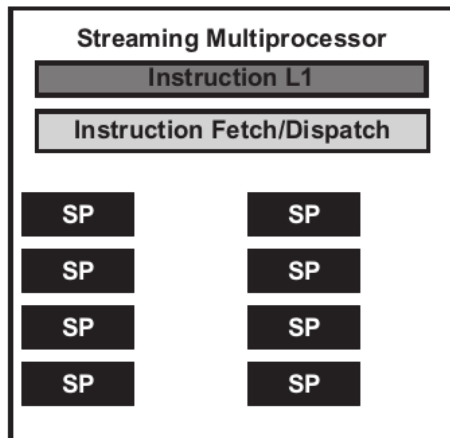 Streaming Multiprocessor
Instruction L1
Instruction Fetch/Dispatch
SP SP
SP SP
SP SP
SP SP